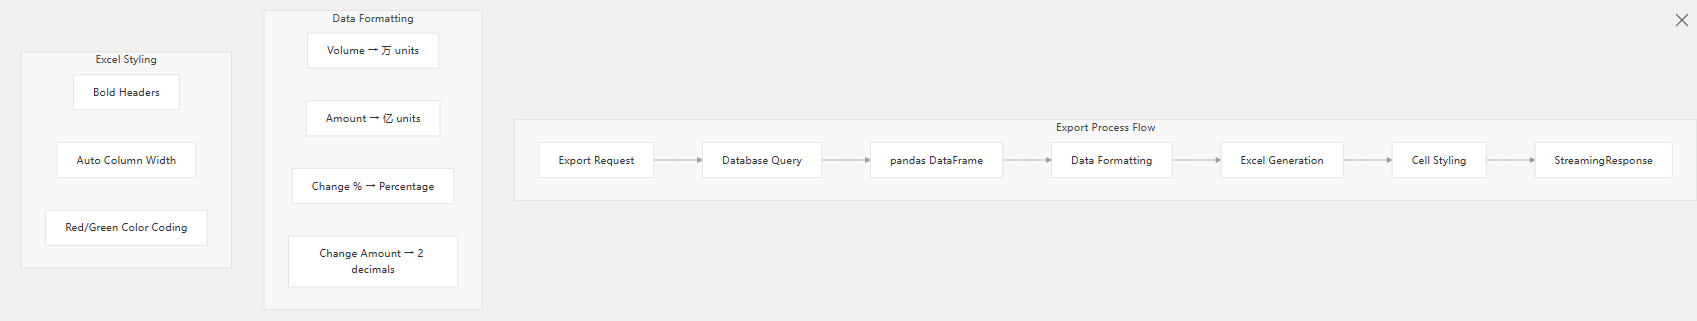 Excel Styling
Bold Headers
Auto Column Width
Red/Green Color Coding
Data Formatting
Volume → 万 units
Amount → 亿 units
Change % → Percentage
Change Amount → 2
decimals
Export Process Flow
Export Request
Database Query
pandas DataFrame
Data Formatting
Excel Generation
Cell Styling
StreamingResponse